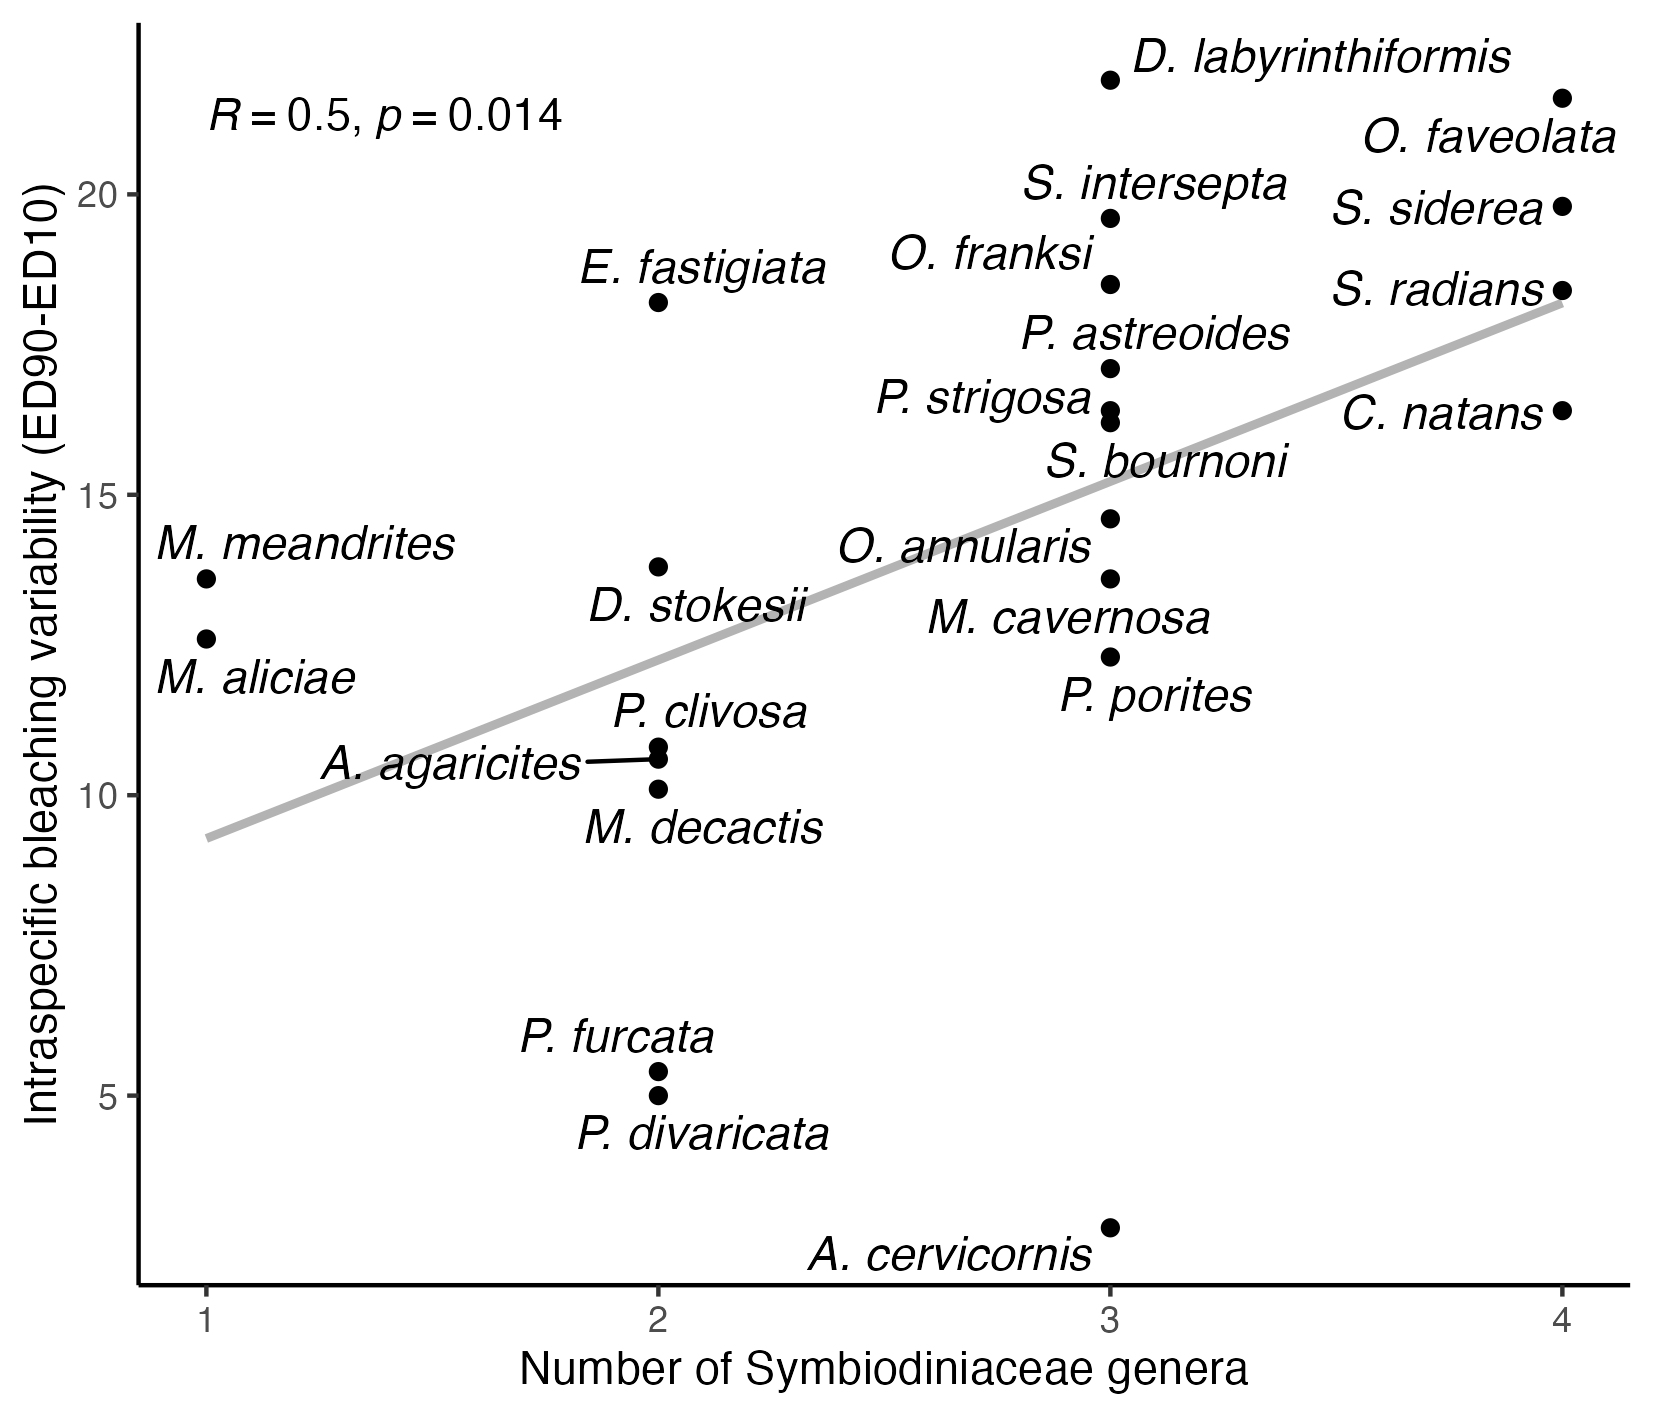 D. labyrinthiformis
R = 0.5, p = 0.014
O. faveolata
S. intersepta
20
S. siderea
O. franksi
E. fastigiata
S. radians
P. astreoides
P. strigosa
C. natans
S. bournoni
15
M. meandrites
O. annularis
D. stokesii
M. cavernosa
M. aliciae
P. porites
P. clivosa
A. agaricites
10
M. decactis
P. furcata
5
P. divaricata
A. cervicornis
1 2 3 4
Number of Symbiodiniaceae genera
Intraspecific bleaching variability (ED90-ED10)